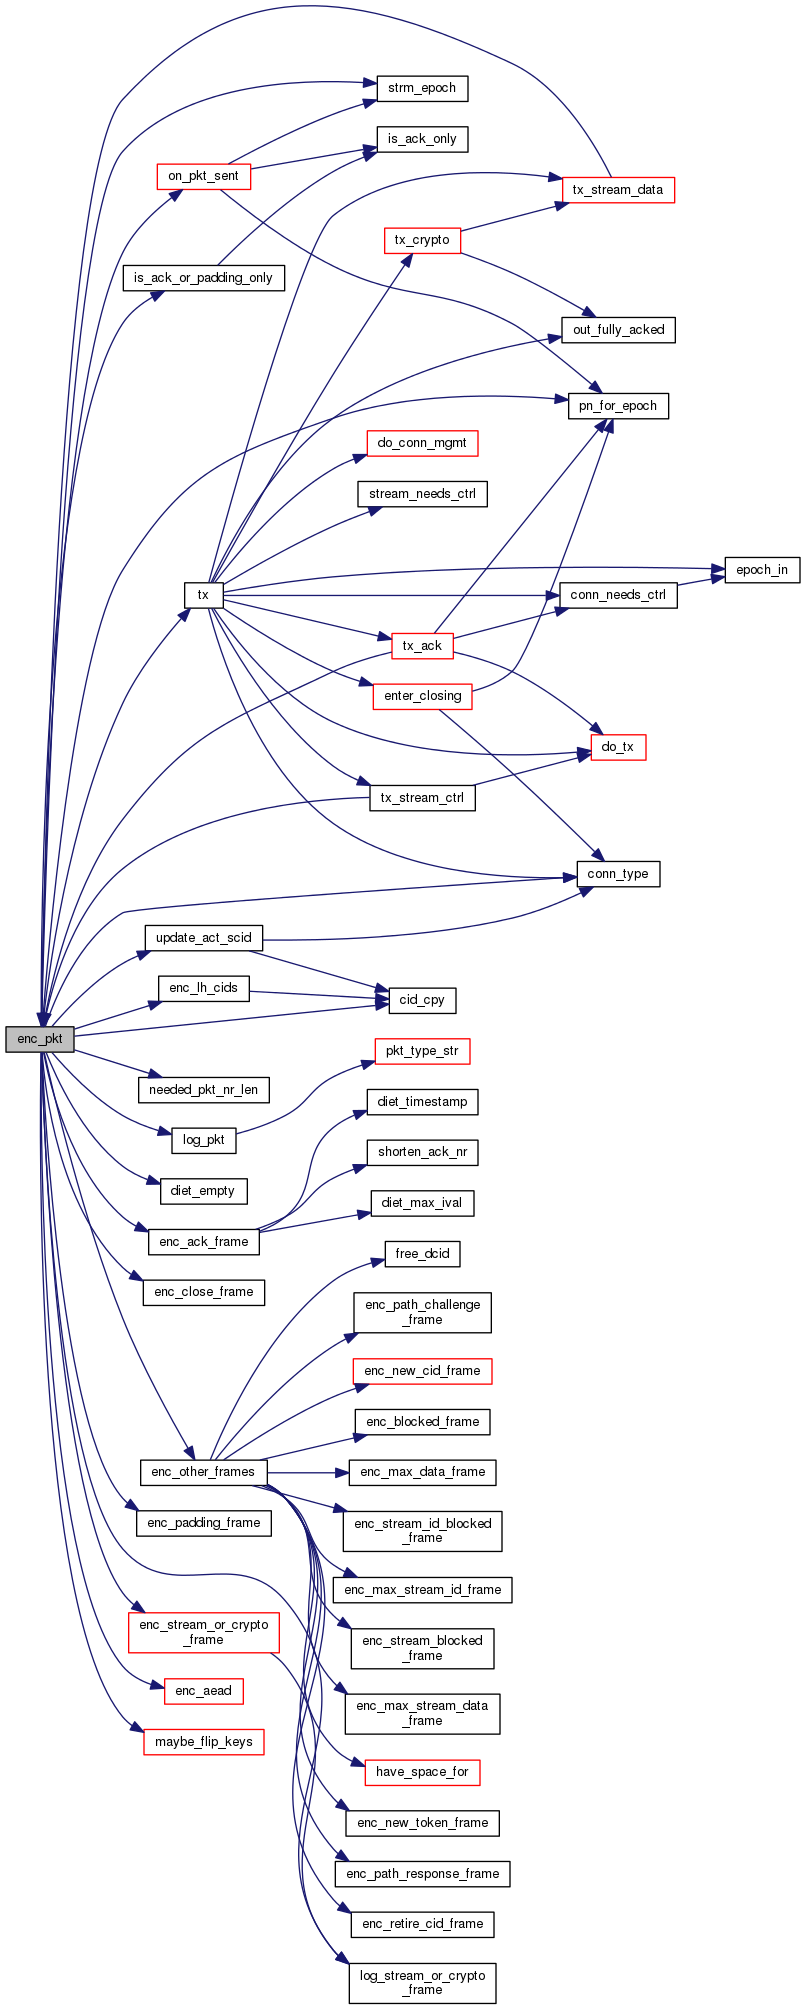 strm_epoch
is_ack_only
on_pkt_sent
tx_stream_data
tx_crypto
is_ack_or_padding_only
out_fully_acked
pn_for_epoch
do_conn_mgmt
stream_needs_ctrl
epoch_in
tx
conn_needs_ctrl
tx_ack
enter_closing
do_tx
tx_stream_ctrl
conn_type
update_act_scid
enc_lh_cids
cid_cpy
enc_pkt
pkt_type_str
needed_pkt_nr_len
diet_timestamp
log_pkt
shorten_ack_nr
diet_empty
diet_max_ival
enc_ack_frame
free_dcid
enc_close_frame
enc_path_challenge
_frame
enc_new_cid_frame
enc_blocked_frame
enc_other_frames
enc_max_data_frame
enc_padding_frame
enc_stream_id_blocked
_frame
enc_max_stream_id_frame
enc_stream_or_crypto
_frame
enc_stream_blocked
_frame
enc_aead
enc_max_stream_data
_frame
maybe_flip_keys
have_space_for
enc_new_token_frame
enc_path_response_frame
enc_retire_cid_frame
log_stream_or_crypto
_frame